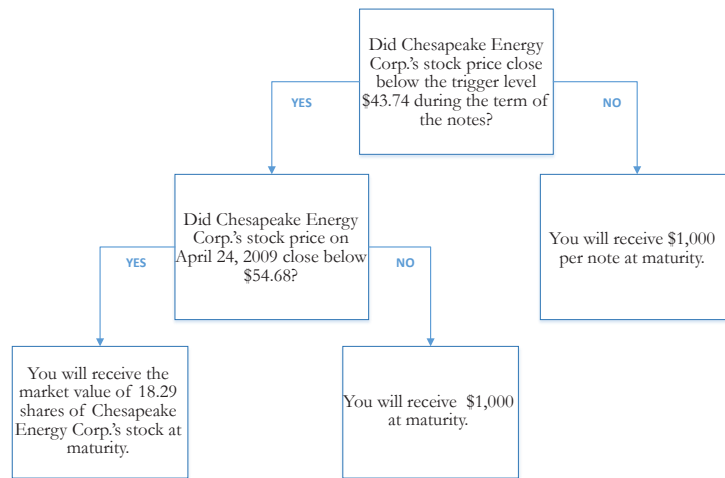 Did Chesapeake Energy
Corp.'s stock price close
below the trigger level
$43.74 during the term of
the notes?
YES
NO
Did Chesapeake Energy
Corp.'s stock price on
April 24, 2009 close below
$54.68?
You will receive $1,000
per note at maturity.
YES
NO
You will receive the
market value of 18.29
shares of Chesapeake
Energy Corp.'s stock at
maturity.
You will receive $1,000
at maturity.